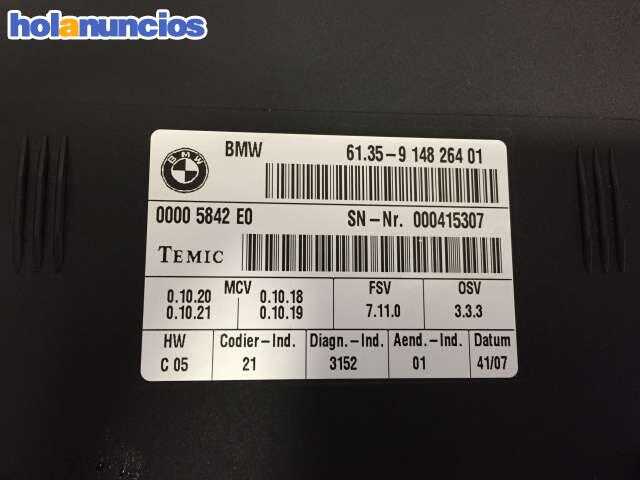 holanuncios
BMW
BMW 61.35-9 148 264 01
0000 5842 E0 SN-Nr. 000415307
TEMIC
MCV FSV OSV
0.10.20 0.10.18 7.11.0 3.3.3
0.10.21 0.10.19
HW Codier-Ind. Diagn.-Ind. Aend.-Ind. Datum
C 05 21 3152 01 41/07